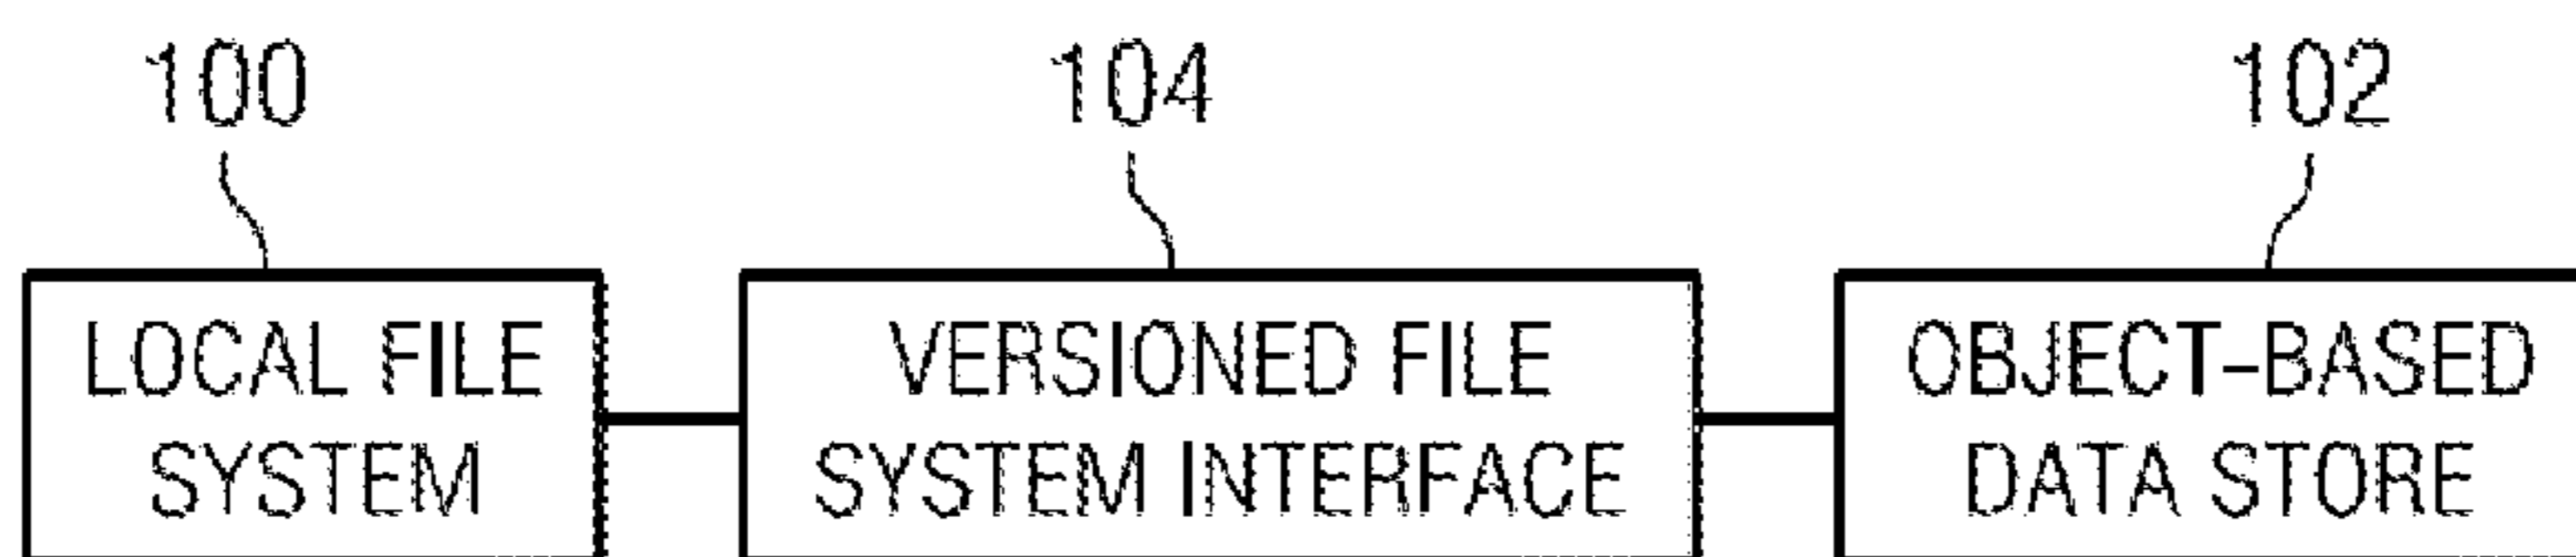 100
104
102
LOCAL FILE
SYSTEM
VERSIONED FILE
SYSTEM INTERFACE
OBJECT-BASED
DATA STORE